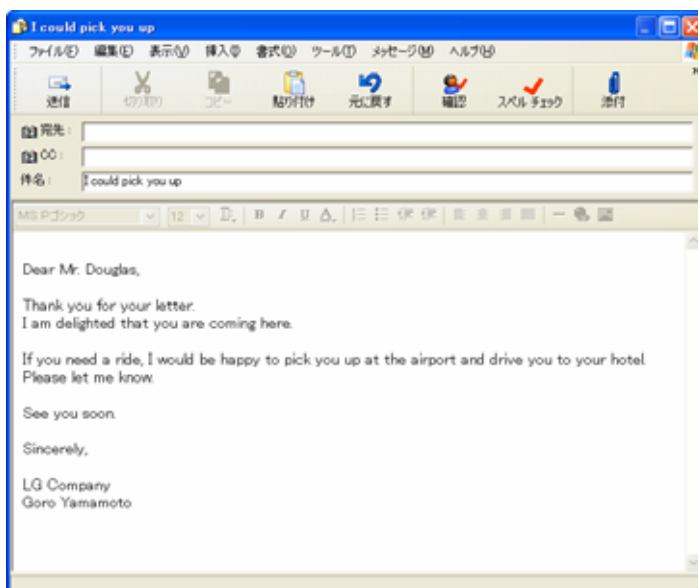 I could pick you up
ファイル(F) 編集(E) 表示(V) 挿入(I) 書式(O) ツール(T) メッセージ(M) ヘルプ(H)
送信 切り取り コピー 貼り付け 元に戻す 確認 スペル チェック 添付
宛先:
CC:
件名: I could pick you up
MS Pゴシック 12 B I U A
Dear Mr. Douglas,
Thank you for your letter.
I am delighted that you are coming here.
If you need a ride, I would be happy to pick you up at the airport and drive you to your hotel.
Please let me know.
See you soon.
Sincerely,
LG Company
Goro Yamamoto